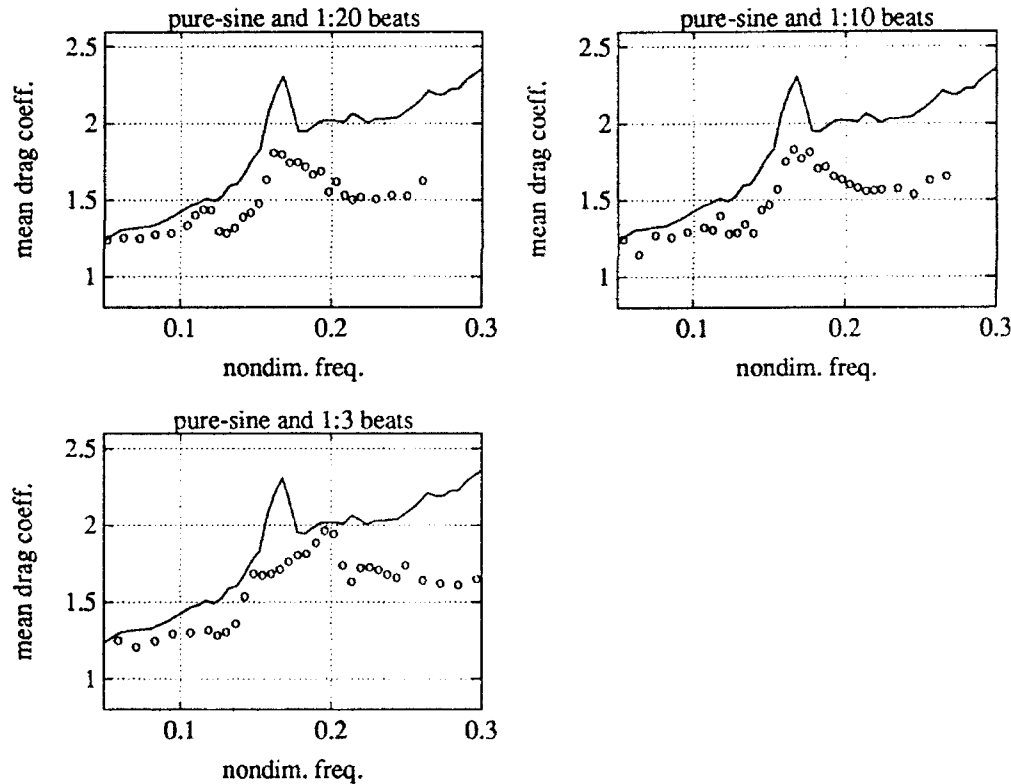 pure-sine and 1:20 beats
2.5
2
1.5
1
mean drag coeff.
0.1
0.2
0.3
nondim. freq.
pure-sine and 1:10 beats
2.5
2
1.5
1
mean drag coeff.
0.1
0.2
0.3
nondim. freq.
pure-sine and 1:3 beats
2.5
2
1.5
1
mean drag coeff.
0.1
0.2
0.3
nondim. freq.